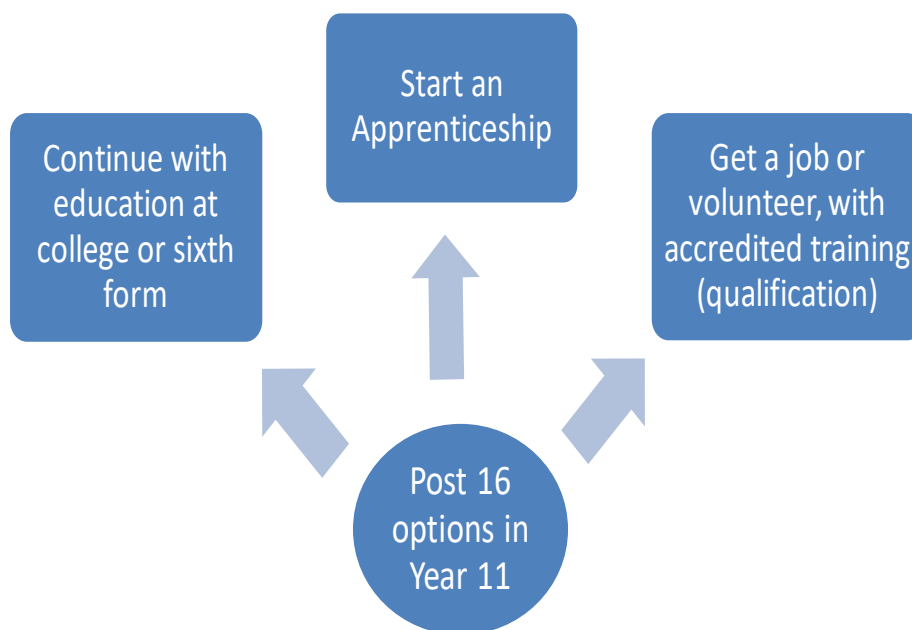 Start an
Apprenticeship
Continue with
education at
college or sixth
form
Get a job or
volunteer, with
accredited training
(qualification)
Post 16
options in
Year 11